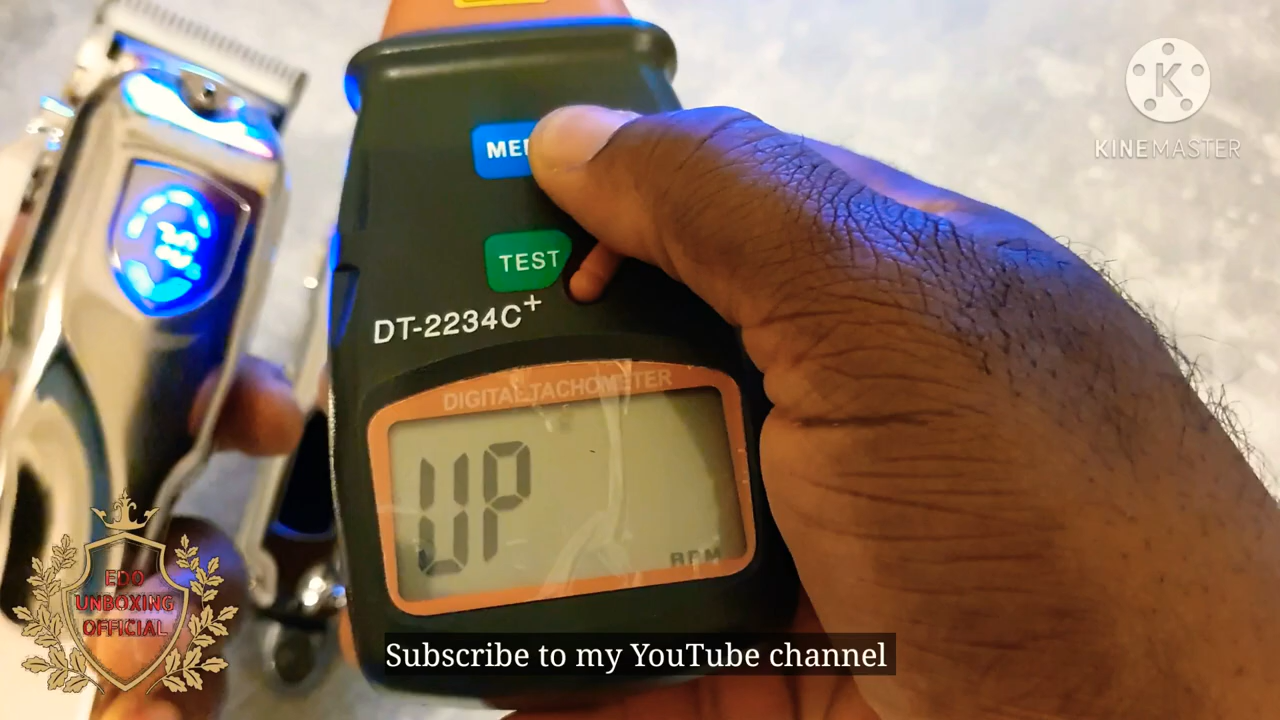 K
KINEMASTER
TEST
DT-2234C+
DIGITAL TACHOMETER
UP
RPM
EDO
UNBOXING
OFFICIAL
Subscribe to my YouTube channel